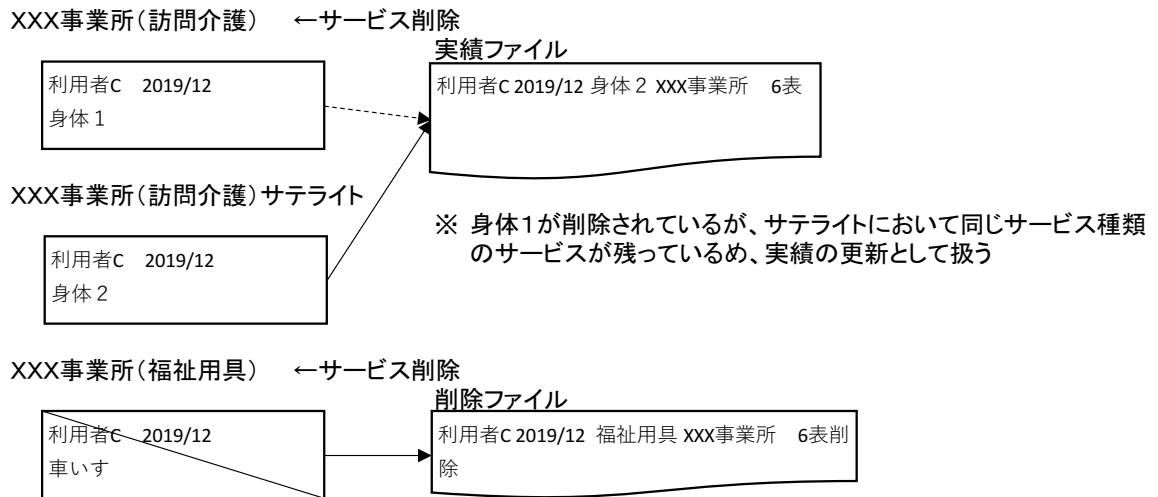 XXX事業所（訪問介護）　←サービス削除
実績ファイル
利用者C　2019/12
身体１
利用者C 2019/12 身体２ XXX事業所　6表
XXX事業所（訪問介護）サテライト
※ 身体１が削除されているが、サテライトにおいて同じサービス種類
のサービスが残っているめ、実績の更新として扱う
利用者C　2019/12
身体２
XXX事業所（福祉用具）　←サービス削除
削除ファイル
利用者C　2019/12
車いす
利用者C 2019/12 福祉用具 XXX事業所　6表削
除